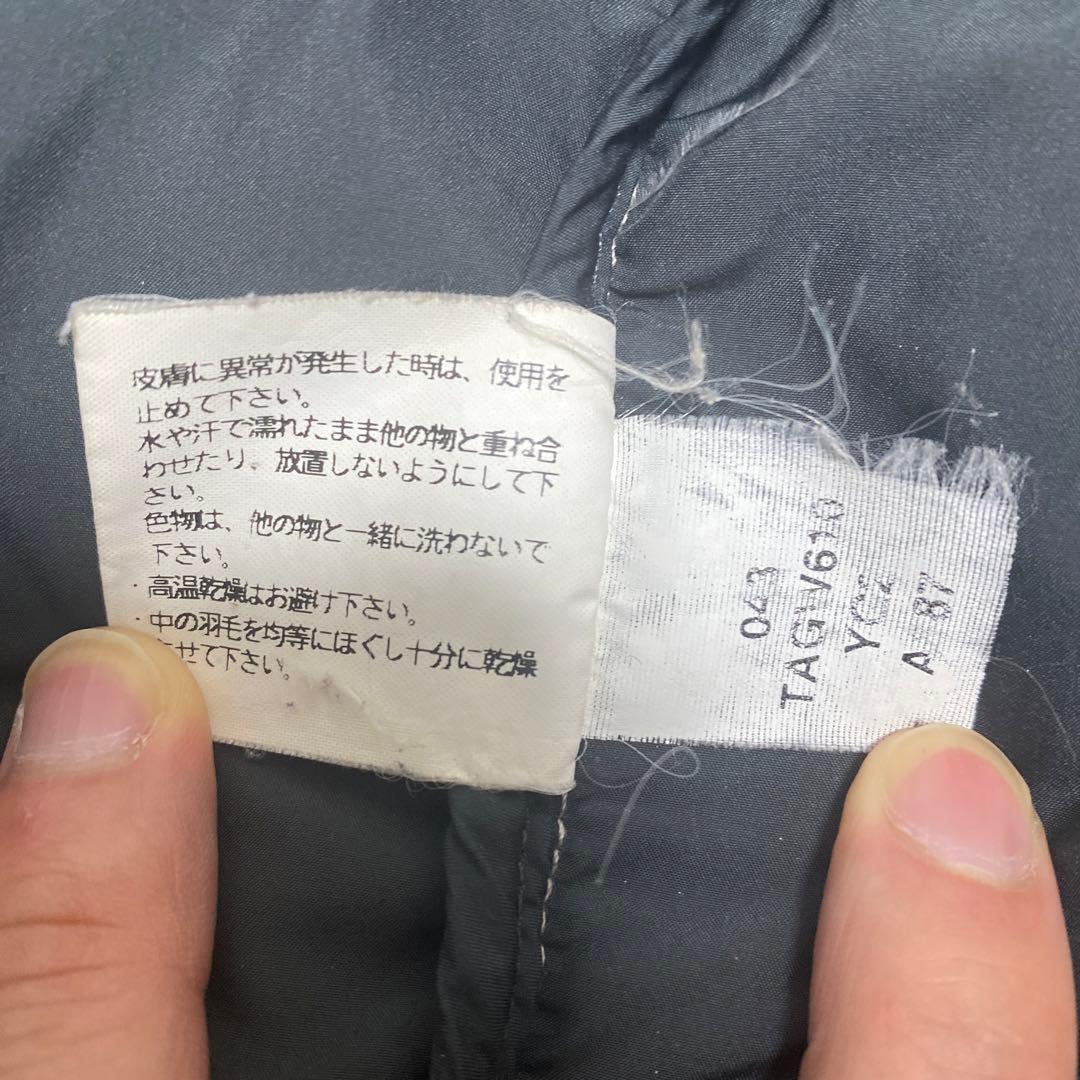 皮膚に異常が発生した時は、使用を
止めて下さい。
水や汗で濡れたまま他の物と重ね合
わせたり、放置しないようにして下
さい。
色物は、他の物と一緒に洗わないで
下さい。
・高温乾燥はお避け下さい。
・中の羽毛を均等にほぐし十分に乾燥
させて下さい。
043
TAG'V610
YC2
A 87